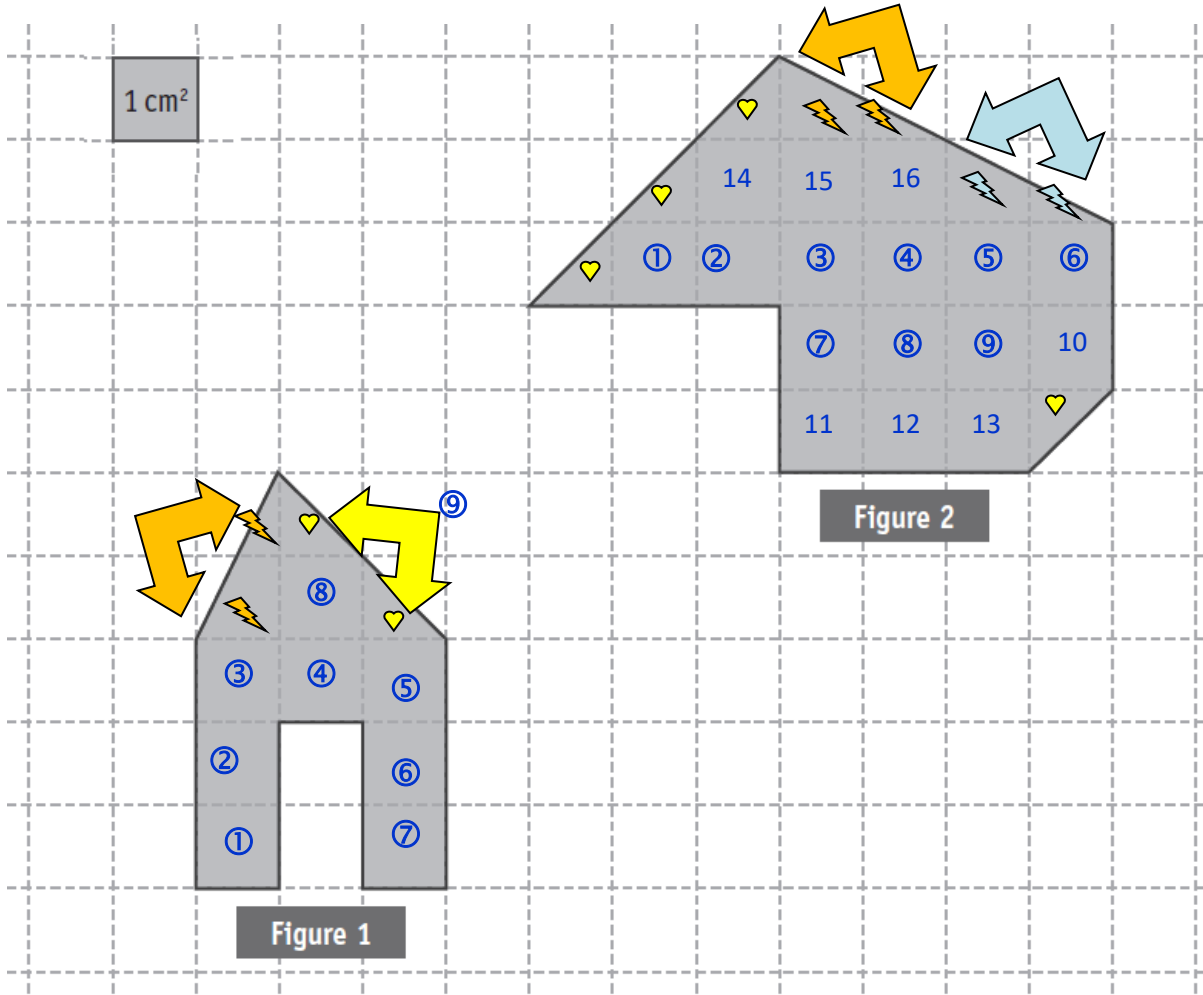 1 cm²
14 15 16
① ② ③ ④ ⑤ ⑥
⑦ ⑧ ⑨ 10
11 12 13
Figure 2
⑨
⑧
③ ④ ⑤
② ⑥
① ⑦
Figure 1